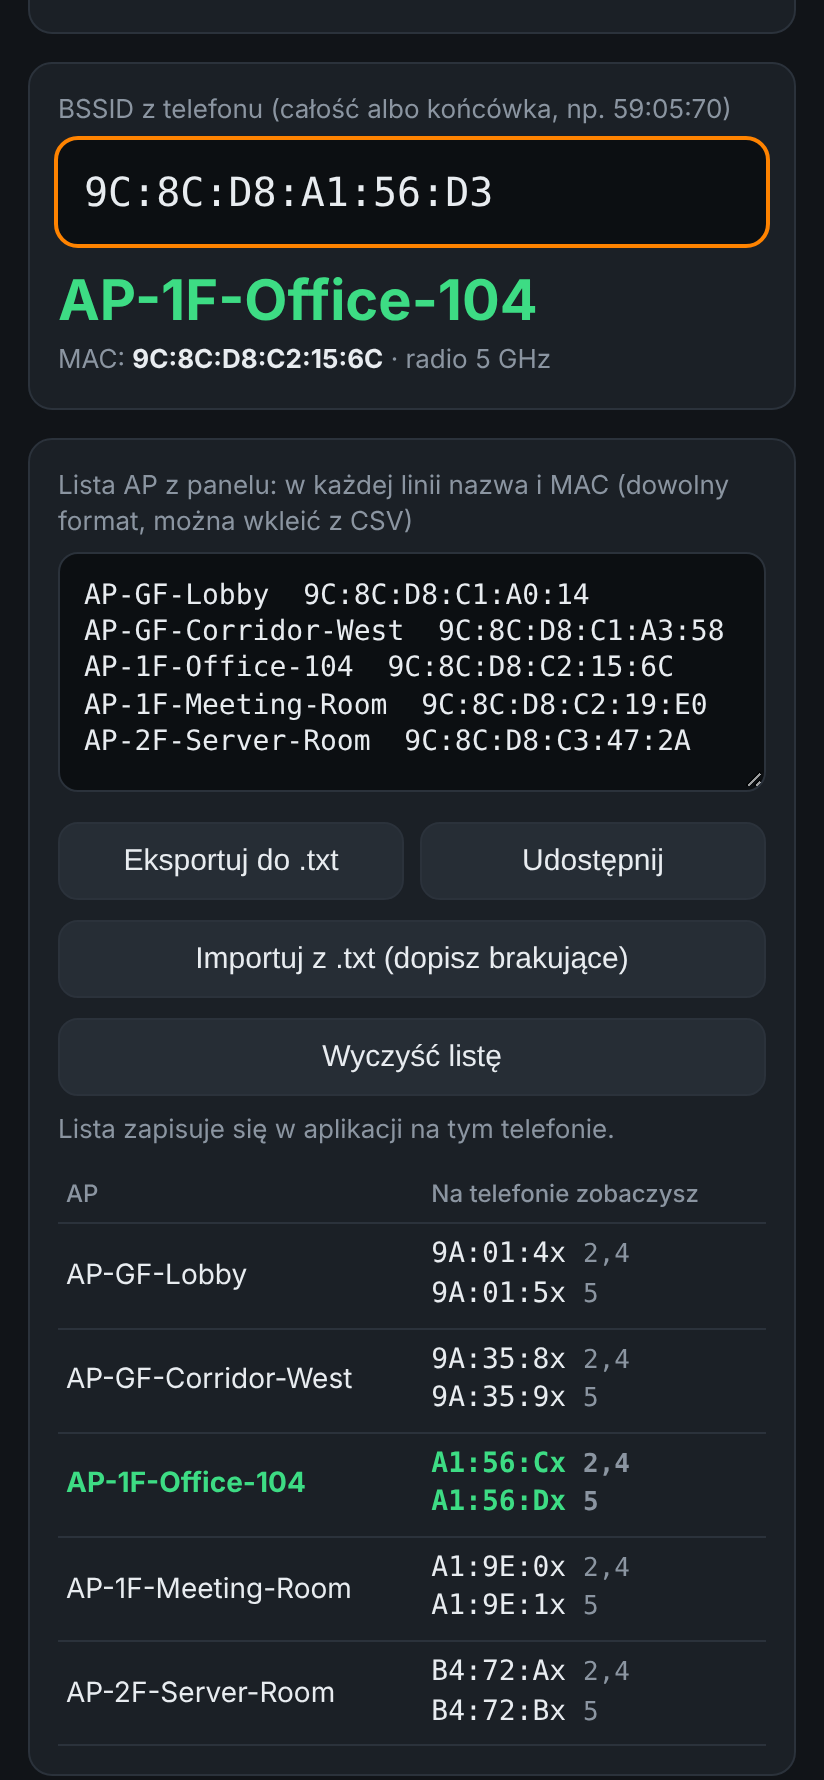 BSSID z telefonu (całość albo końcówka, np. 59:05:70)
9C:8C:D8:A1:56:D3
AP-1F-Office-104
MAC: 9C:8C:D8:C2:15:6C · radio 5 GHz
Lista AP z panelu: w każdej linii nazwa i MAC (dowolny
format, można wkleić z CSV)
AP-GF-Lobby  9C:8C:D8:C1:A0:14
AP-GF-Corridor-West  9C:8C:D8:C1:A3:58
AP-1F-Office-104  9C:8C:D8:C2:15:6C
AP-1F-Meeting-Room  9C:8C:D8:C2:19:E0
AP-2F-Server-Room  9C:8C:D8:C3:47:2A
Eksportuj do .txt
Udostępnij
Importuj z .txt (dopisz brakujące)
Wyczyść listę
Lista zapisuje się w aplikacji na tym telefonie.
AP Na telefonie zobaczysz
AP-GF-Lobby
9A:01:4x 2,4
9A:01:5x 5
AP-GF-Corridor-West
9A:35:8x 2,4
9A:35:9x 5
AP-1F-Office-104
A1:56:Cx 2,4
A1:56:Dx 5
AP-1F-Meeting-Room
A1:9E:0x 2,4
A1:9E:1x 5
AP-2F-Server-Room
B4:72:Ax 2,4
B4:72:Bx 5